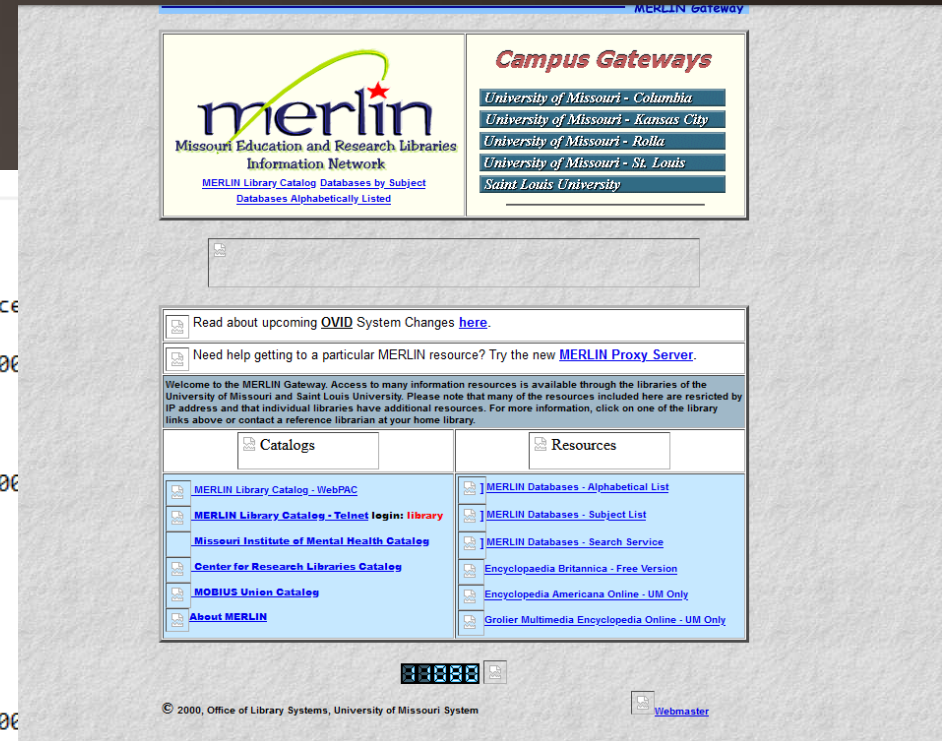 MERLIN Gateway
merlin
Missouri Education and Research Libraries
Information Network
MERLIN Library Catalog Databases by Subject
Databases Alphabetically Listed
Campus Gateways
University of Missouri - Columbia
University of Missouri - Kansas City
University of Missouri - Rolla
University of Missouri - St. Louis
Saint Louis University
Read about upcoming OVID System Changes here.
Need help getting to a particular MERLIN resource? Try the new MERLIN Proxy Server.
Welcome to the MERLIN Gateway. Access to many information resources is available through the libraries of the
University of Missouri and Saint Louis University. Please note that many of the resources included here are resricted by
IP address and that individual libraries have additional resources. For more information, click on one of the library
links above or contact a reference librarian at your home library.
Catalogs
MERLIN Library Catalog - WebPAC
MERLIN Library Catalog - Telnet login: library
Missouri Institute of Mental Health Catalog
Center for Research Libraries Catalog
MOBIUS Union Catalog
About MERLIN
Resources
] MERLIN Databases - Alphabetical List
] MERLIN Databases - Subject List
] MERLIN Databases - Search Service
Encyclopaedia Britannica - Free Version
Encyclopedia Americana Online - UM Only
Grolier Multimedia Encyclopedia Online - UM Only
© 2000, Office of Library Systems, University of Missouri System
Webmaster